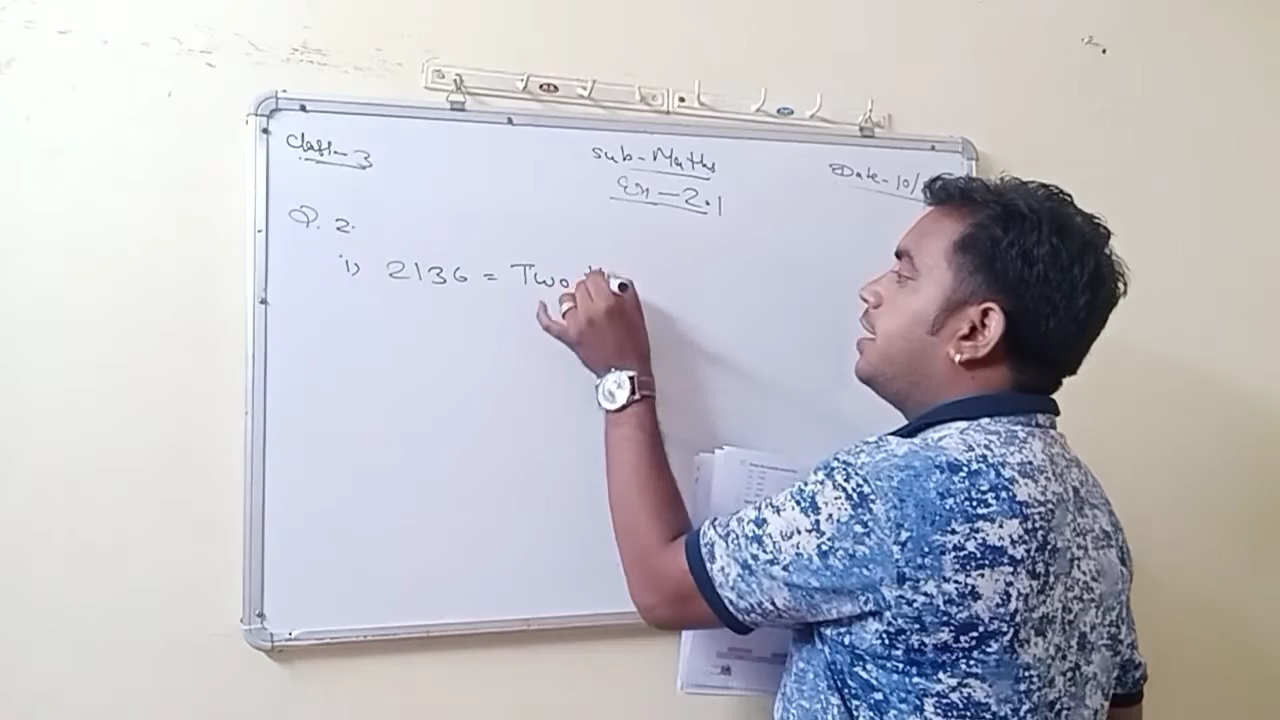 Class-3
Sub-Maths
Date-10/
Ex-2.1
Q. 2.
i) 2136 = Two